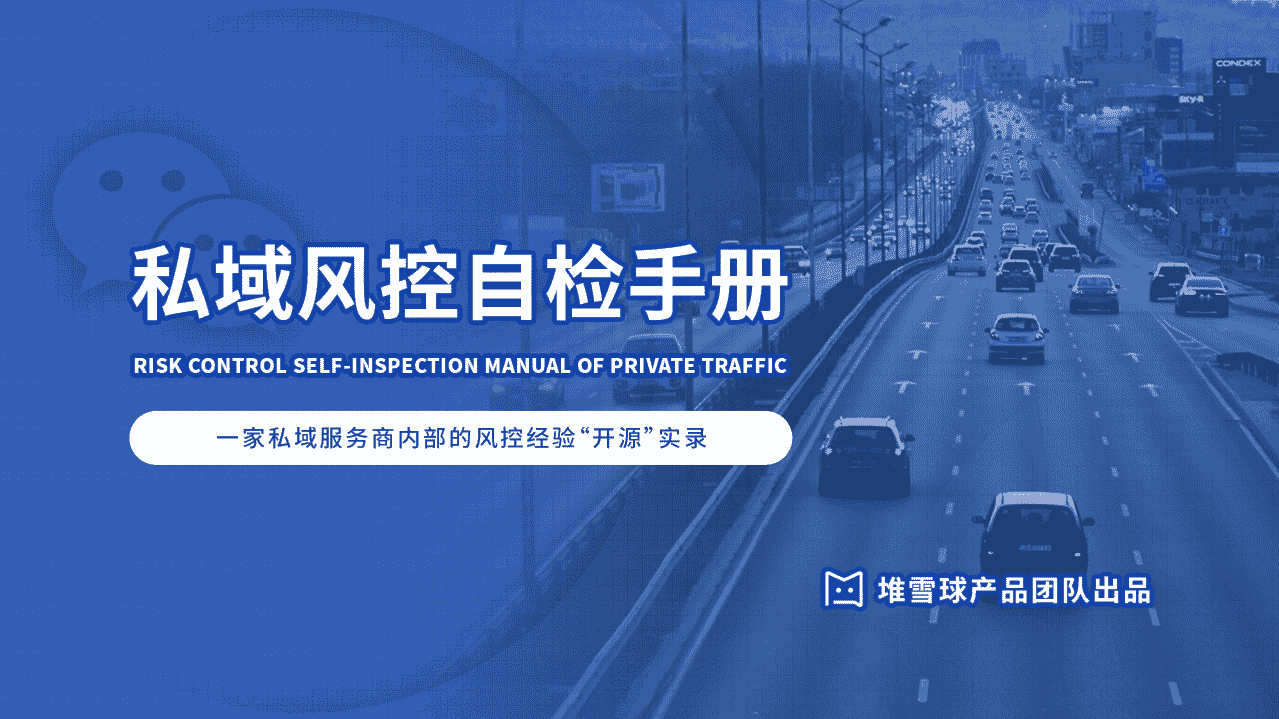 私域风控自检手册
RISK CONTROL SELF-INSPECTION MANUAL OF PRIVATE TRAFFIC
一家私域服务商内部的风控经验“开源”实录
堆雪球产品团队出品
CONDEX
SKY-R